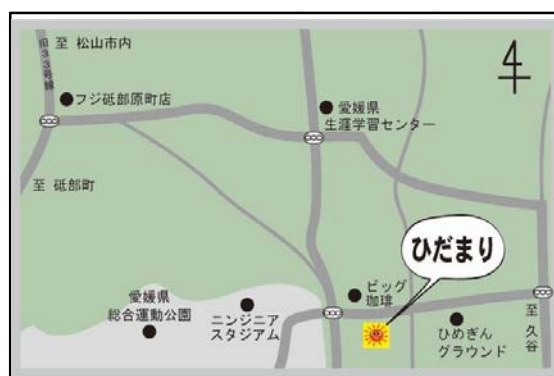 至 松山市内
旧33号線
フジ砥部原町店
愛媛県
生涯学習センター
至 砥部町
ひだまり
愛媛県
総合運動公園
ニンジニア
スタジアム
ビッグ
珈琲
ひめぎん
グラウンド
至 久谷